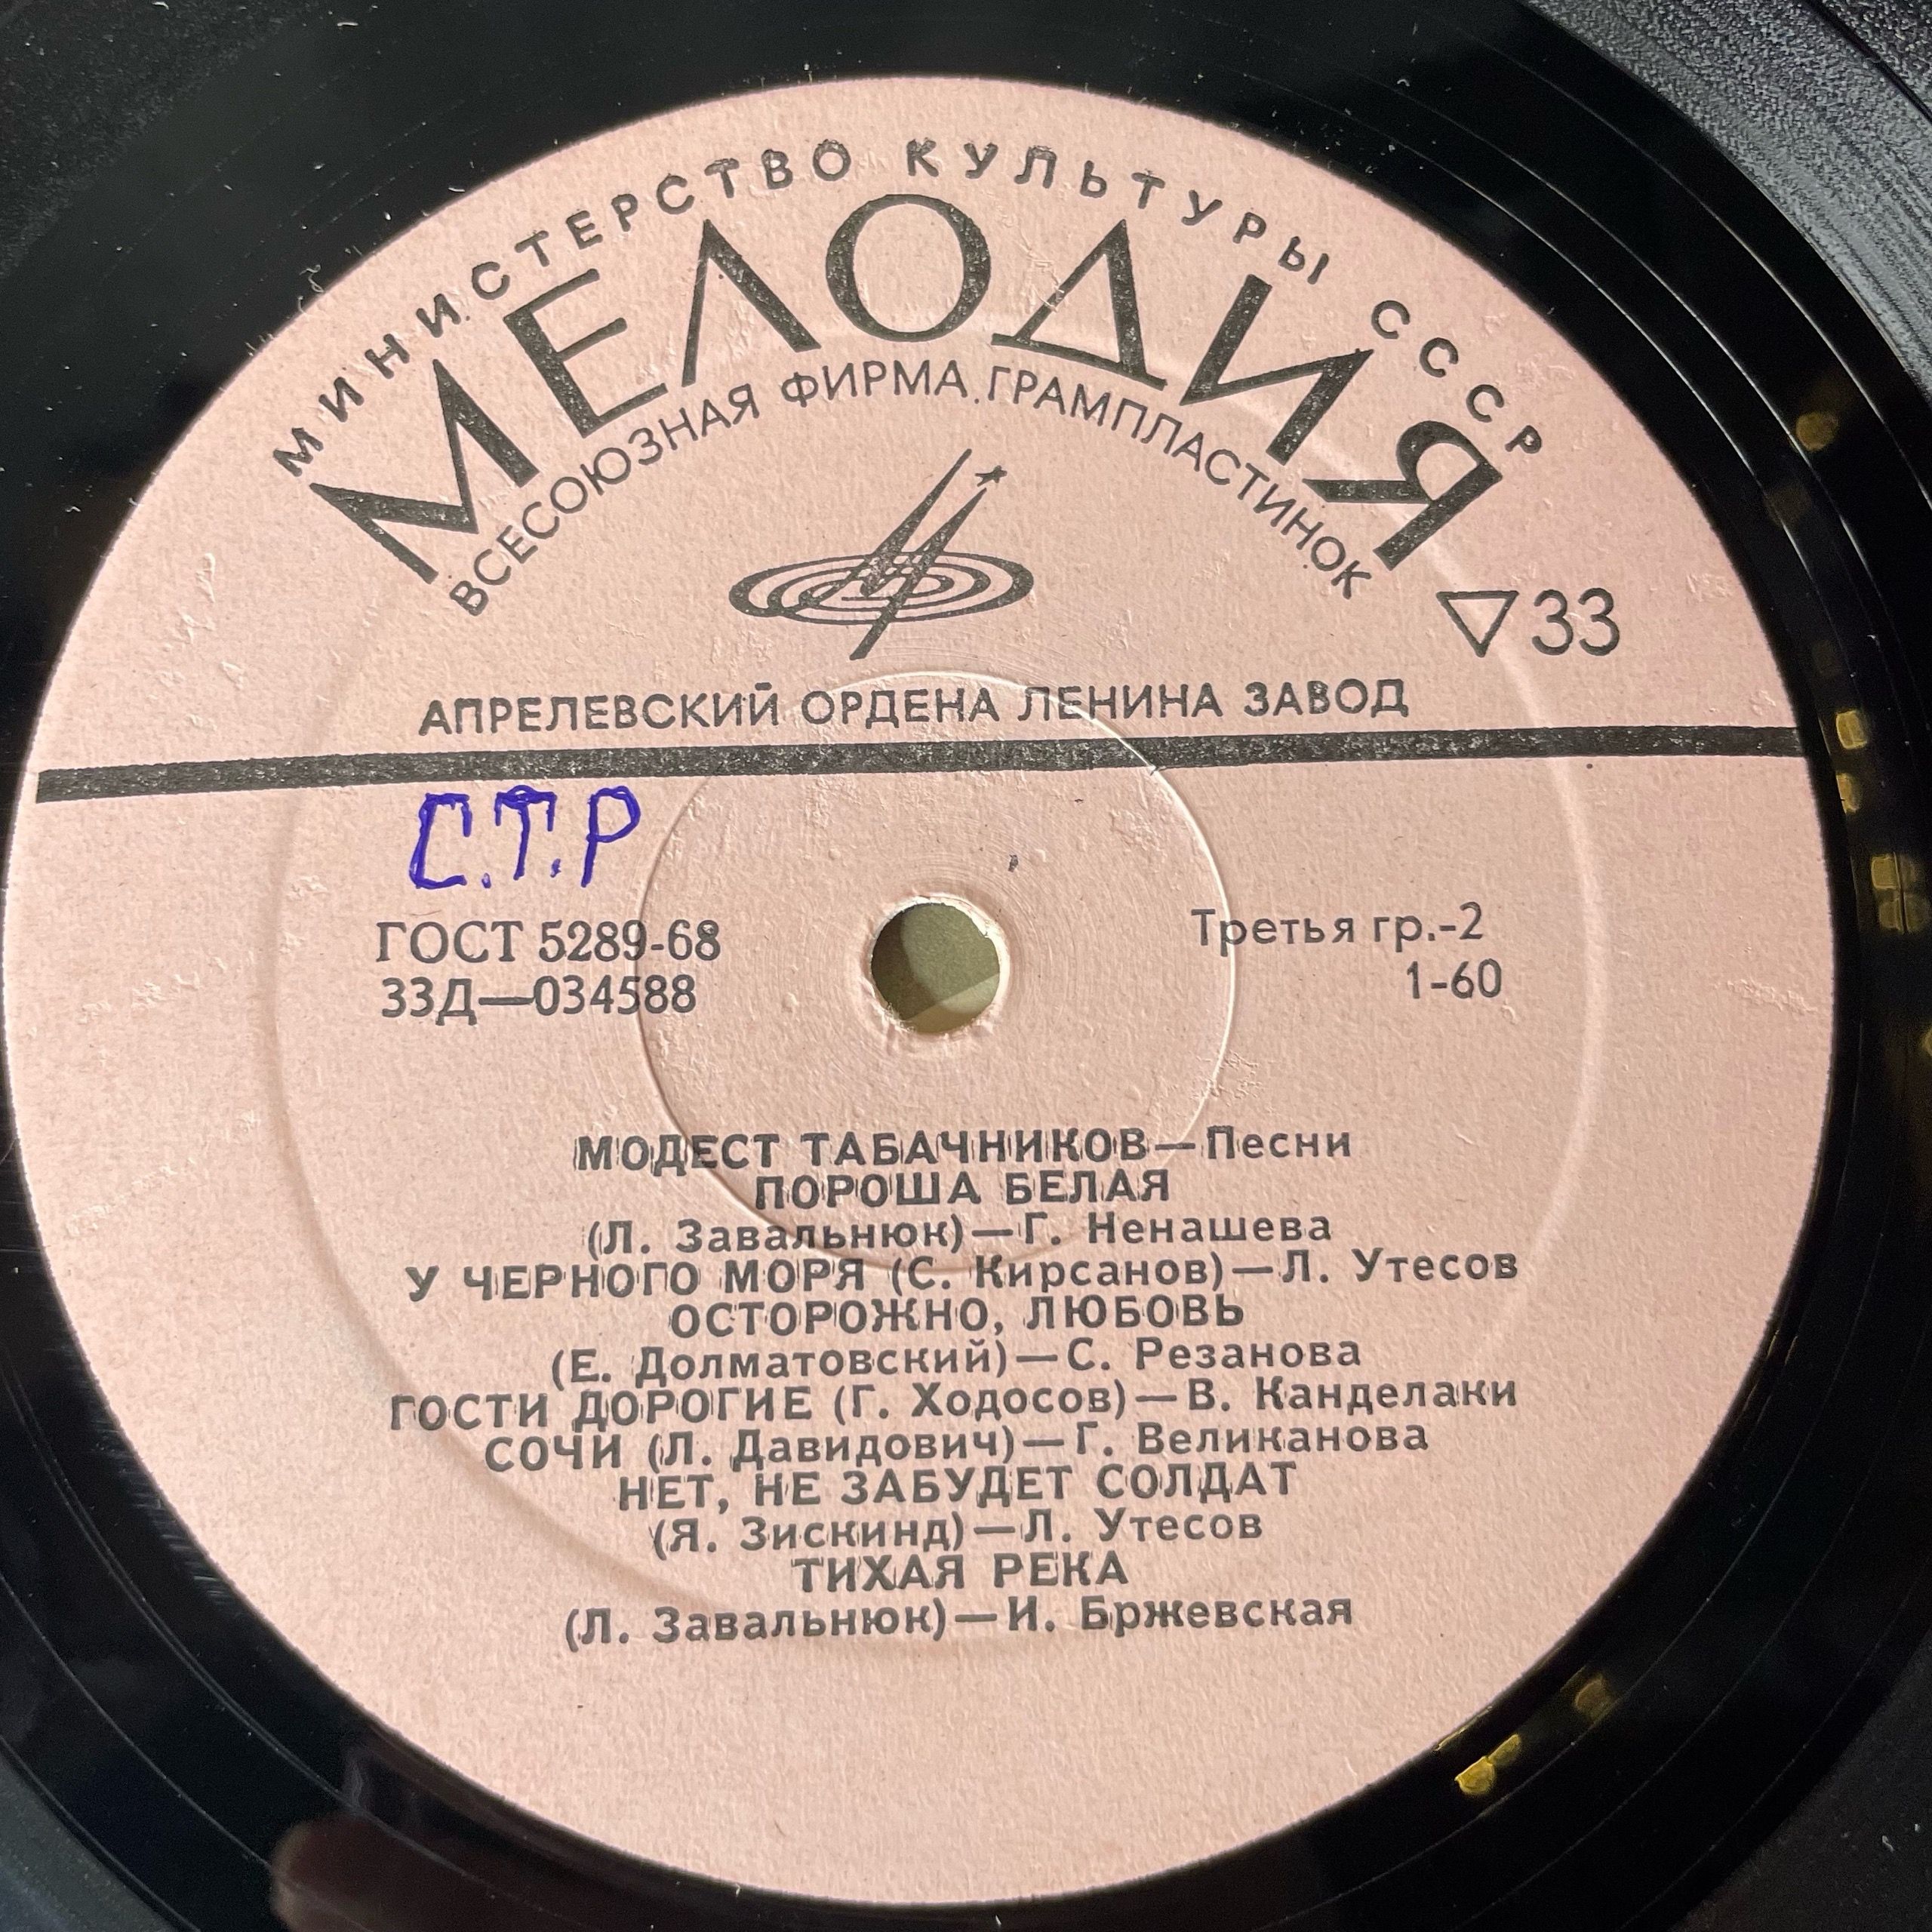 МИНИСТЕРСТВО КУЛЬТУРЫ СССР
МЕЛОДИЯ
ВСЕСОЮЗНАЯ ФИРМА ГРАМПЛАСТИНОК
▽33
АПРЕЛЕВСКИЙ ОРДЕНА ЛЕНИНА ЗАВОД
С.Т.Р
ГОСТ 5289-68
33Д—034588
Третья гр.-2
1-60
МОДЕСТ ТАБАЧНИКОВ—Песни
ПОРОША БЕЛАЯ
(Л. Завальнюк)—Г. Ненашева
У ЧЕРНОГО МОРЯ (С. Кирсанов)—Л. Утесов
ОСТОРОЖНО, ЛЮБОВЬ
(Е. Долматовский)—С. Резанова
ГОСТИ ДОРОГИЕ (Г. Ходосов)—В. Канделаки
СОЧИ (Л. Давидович)—Г. Великанова
НЕТ, НЕ ЗАБУДЕТ СОЛДАТ
(Я. Зискинд)—Л. Утесов
ТИХАЯ РЕКА
(Л. Завальнюк)—И. Бржевская